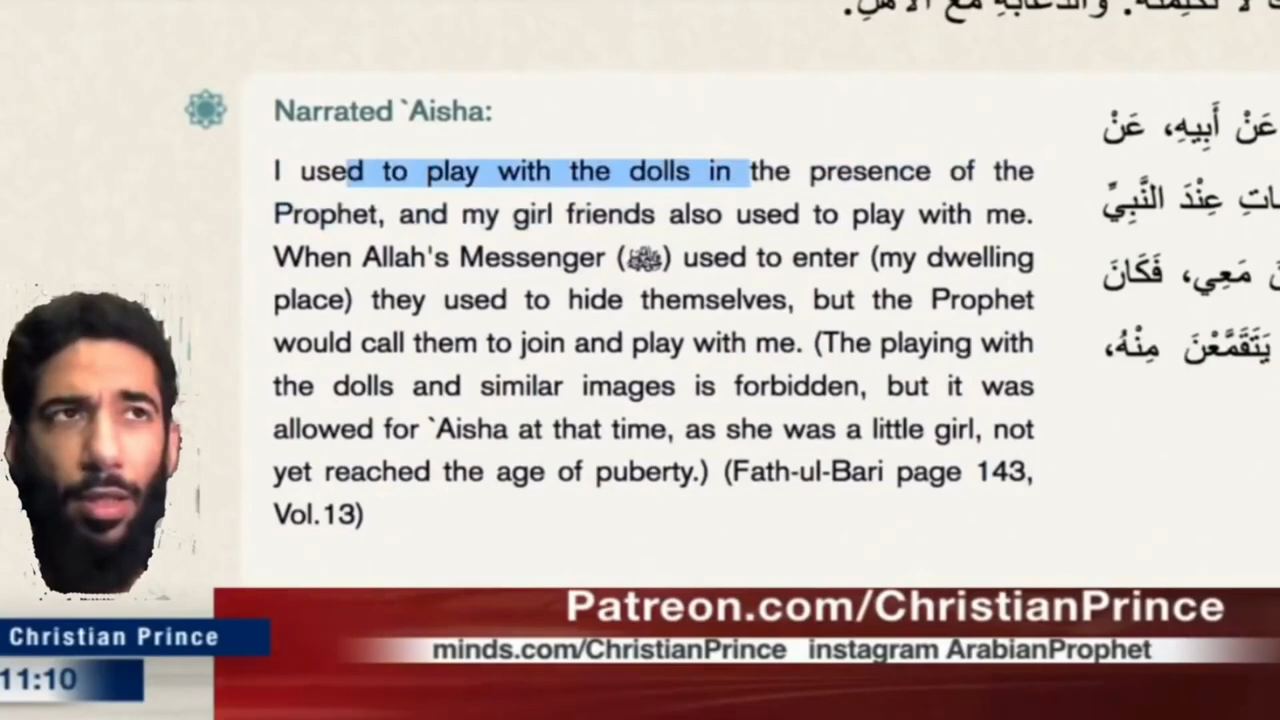 لا تكلمنه. والدعابة مع الأهل.
Narrated `Aisha:
I used to play with the dolls in the presence of the
Prophet, and my girl friends also used to play with me.
When Allah's Messenger (ﷺ) used to enter (my dwelling
place) they used to hide themselves, but the Prophet
would call them to join and play with me. (The playing with
the dolls and similar images is forbidden, but it was
allowed for `Aisha at that time, as she was a little girl, not
yet reached the age of puberty.) (Fath-ul-Bari page 143,
Vol.13)
عَنْ أَبِيهِ، عَنْ
عِنْدَ النَّبِيِّ
مَعِي، فَكَانَ
يَتَقَمَّعْنَ مِنْهُ،
Patreon.com/ChristianPrince
Christian Prince
minds.com/ChristianPrince instagram ArabianProphet
11:10